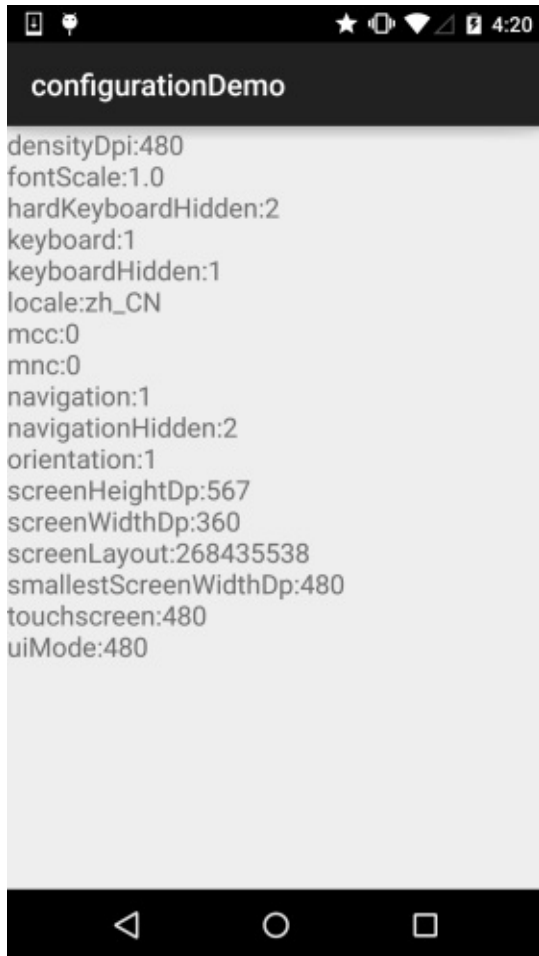 4:20
configurationDemo
densityDpi:480
fontScale:1.0
hardKeyboardHidden:2
keyboard:1
keyboardHidden:1
locale:zh_CN
mcc:0
mnc:0
navigation:1
navigationHidden:2
orientation:1
screenHeightDp:567
screenWidthDp:360
screenLayout:268435538
smallestScreenWidthDp:480
touchscreen:480
uiMode:480